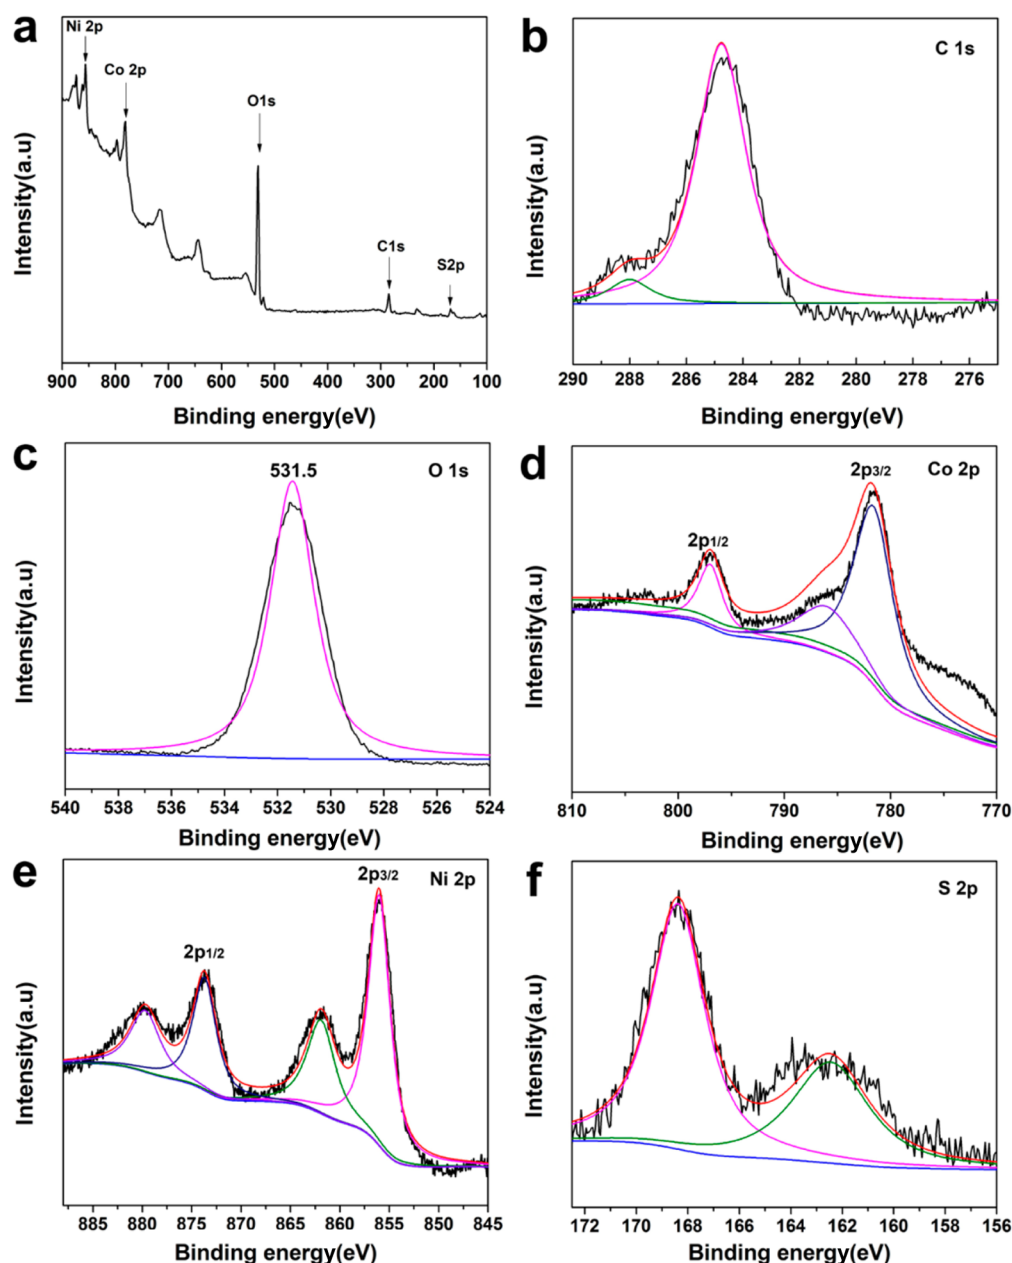 a
Ni 2p
Co 2p
O1s
C1s
S2p
Intensity(a.u)
900 800 700 600 500 400 300 200 100
Binding energy(eV)
b
C 1s
Intensity(a.u)
290 288 286 284 282 280 278 276
Binding energy(eV)
c
531.5
O 1s
Intensity(a.u)
540 538 536 534 532 530 528 526 524
Binding energy(eV)
d
2p3/2
Co 2p
2p1/2
Intensity(a.u)
810 800 790 780 770
Binding energy(eV)
e
2p3/2
Ni 2p
2p1/2
Intensity(a.u)
885 880 875 870 865 860 855 850 845
Binding energy(eV)
f
S 2p
Intensity(a.u)
172 170 168 166 164 162 160 158 156
Binding energy(eV)